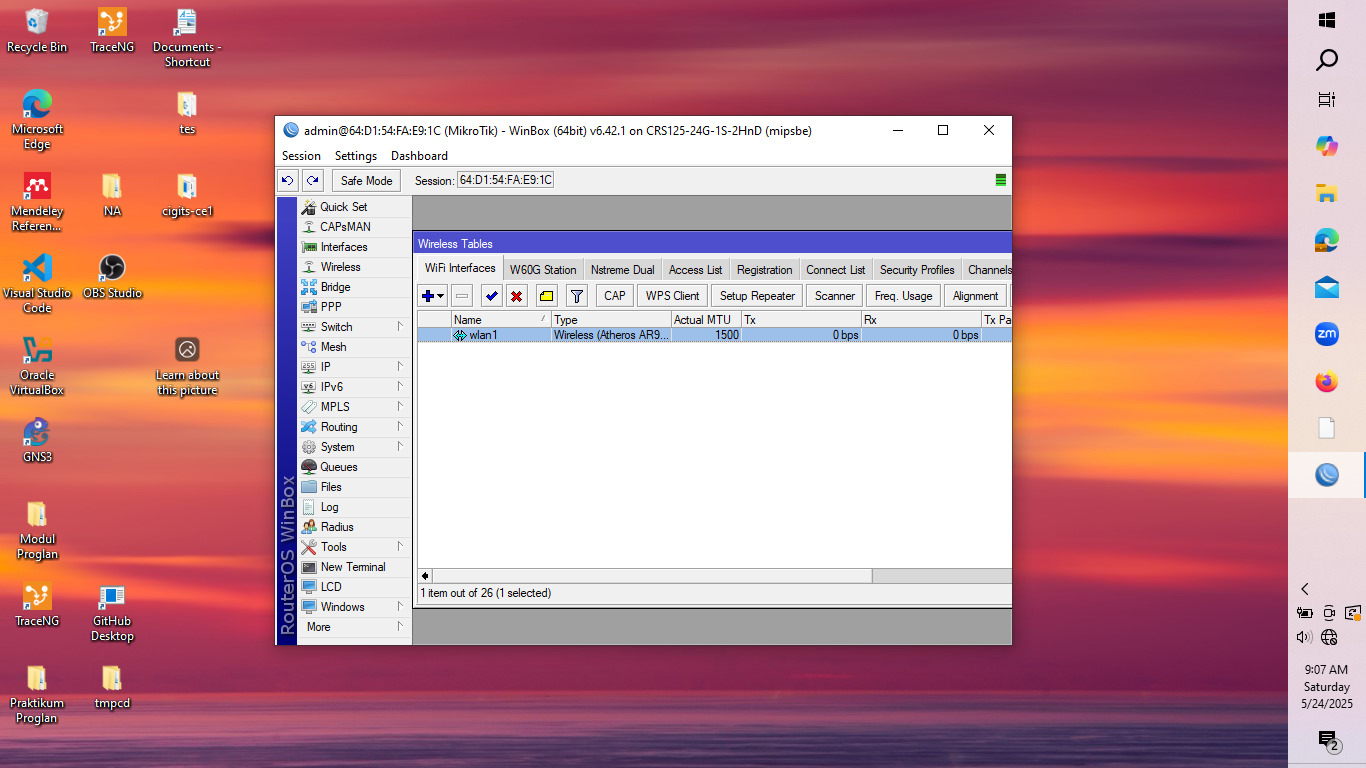 Recycle Bin
TraceNG
Documents -
Shortcut
Microsoft
Edge
tes
Mendeley
Referen...
NA
cigits-ce1
Visual Studio
Code
OBS Studio
Oracle
VirtualBox
Learn about
this picture
GNS3
Modul
Proglan
TraceNG
GitHub
Desktop
Praktikum
Proglan
tmpcd
admin@64:D1:54:FA:E9:1C (MikroTik) - WinBox (64bit) v6.42.1 on CRS125-24G-1S-2HnD (mipsbe)
Session Settings Dashboard
Safe Mode Session: 64:D1:54:FA:E9:1C
RouterOS WinBox
Quick Set
CAPsMAN
Interfaces
Wireless
Bridge
PPP
Switch
Mesh
255 IP
v6 IPv6
MPLS
Routing
System
Queues
Files
Log
Radius
Tools
New Terminal
LCD
Windows
More
Wireless Tables
WiFi Interfaces W60G Station Nstreme Dual Access List Registration Connect List Security Profiles Channels
CAP WPS Client Setup Repeater Scanner Freq. Usage Alignment
Name / Type Actual MTU Tx Rx Tx Pa
wlan1 Wireless (Atheros AR9... 1500 0 bps 0 bps
1 item out of 26 (1 selected)
zm
9:07 AM
Saturday
5/24/2025
2